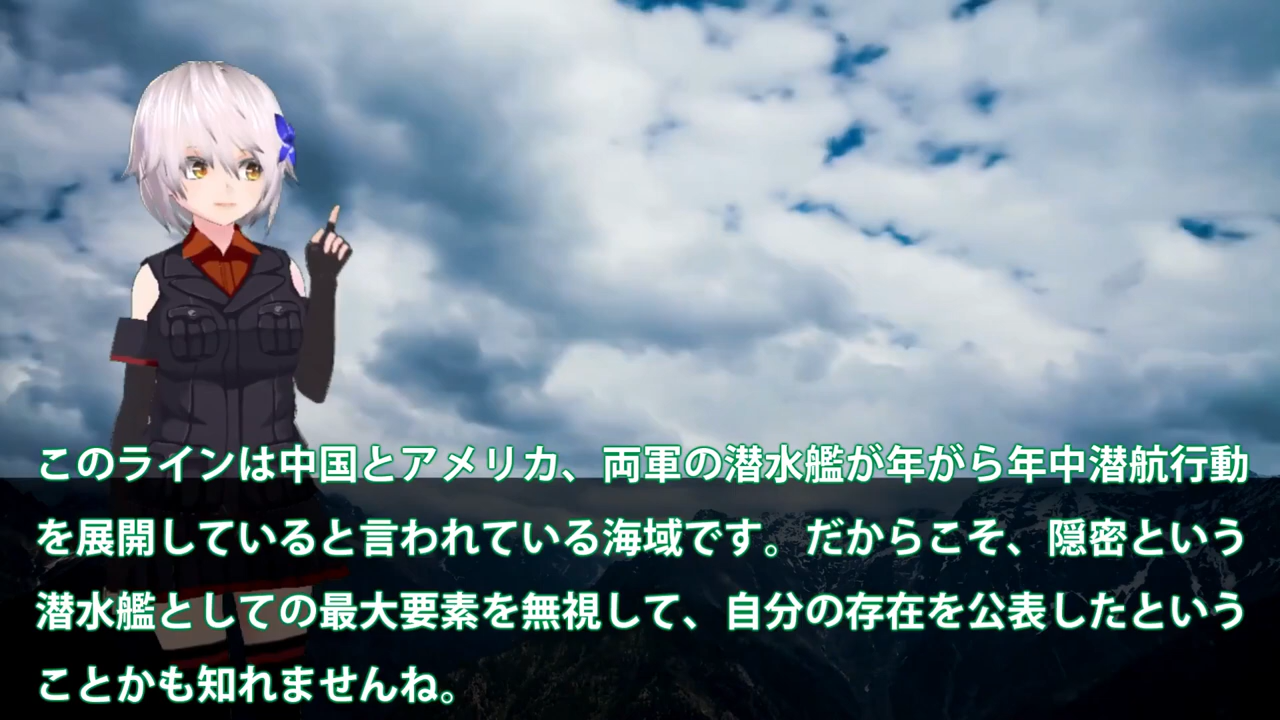 このラインは中国とアメリカ、両軍の潜水艦が年がら年中潜航行動
を展開していると言われている海域です。だからこそ、隠密という
潜水艦としての最大要素を無視して、自分の存在を公表したという
ことかも知れませんね。